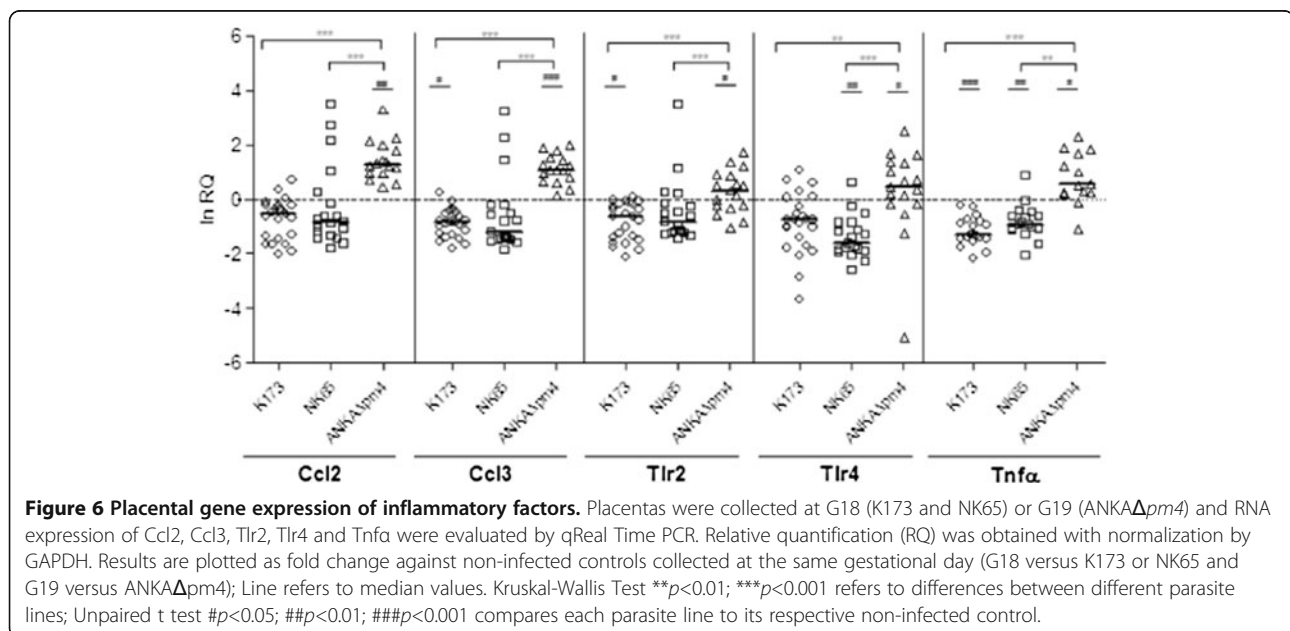 6
4
2
0
-2
-4
-6
ln RQ
*** *** ## 
*** *** # ###
*** *** # #
** *** ## #
*** ** ### ## #
K173 NK65 ANKAΔpm4 K173 NK65 ANKAΔpm4 K173 NK65 ANKAΔpm4 K173 NK65 ANKAΔpm4 K173 NK65 ANKAΔpm4
Ccl2 Ccl3 Tlr2 Tlr4 Tnfα
Figure 6 Placental gene expression of inflammatory factors. Placentas were collected at G18 (K173 and NK65) or G19 (ANKAΔpm4) and RNA
expression of Ccl2, Ccl3, Tlr2, Tlr4 and Tnfα were evaluated by qReal Time PCR. Relative quantification (RQ) was obtained with normalization by
GAPDH. Results are plotted as fold change against non-infected controls collected at the same gestational day (G18 versus K173 or NK65 and
G19 versus ANKAΔpm4); Line refers to median values. Kruskal-Wallis Test **p<0.01; ***p<0.001 refers to differences between different parasite
lines; Unpaired t test #p<0.05; ##p<0.01; ###p<0.001 compares each parasite line to its respective non-infected control.